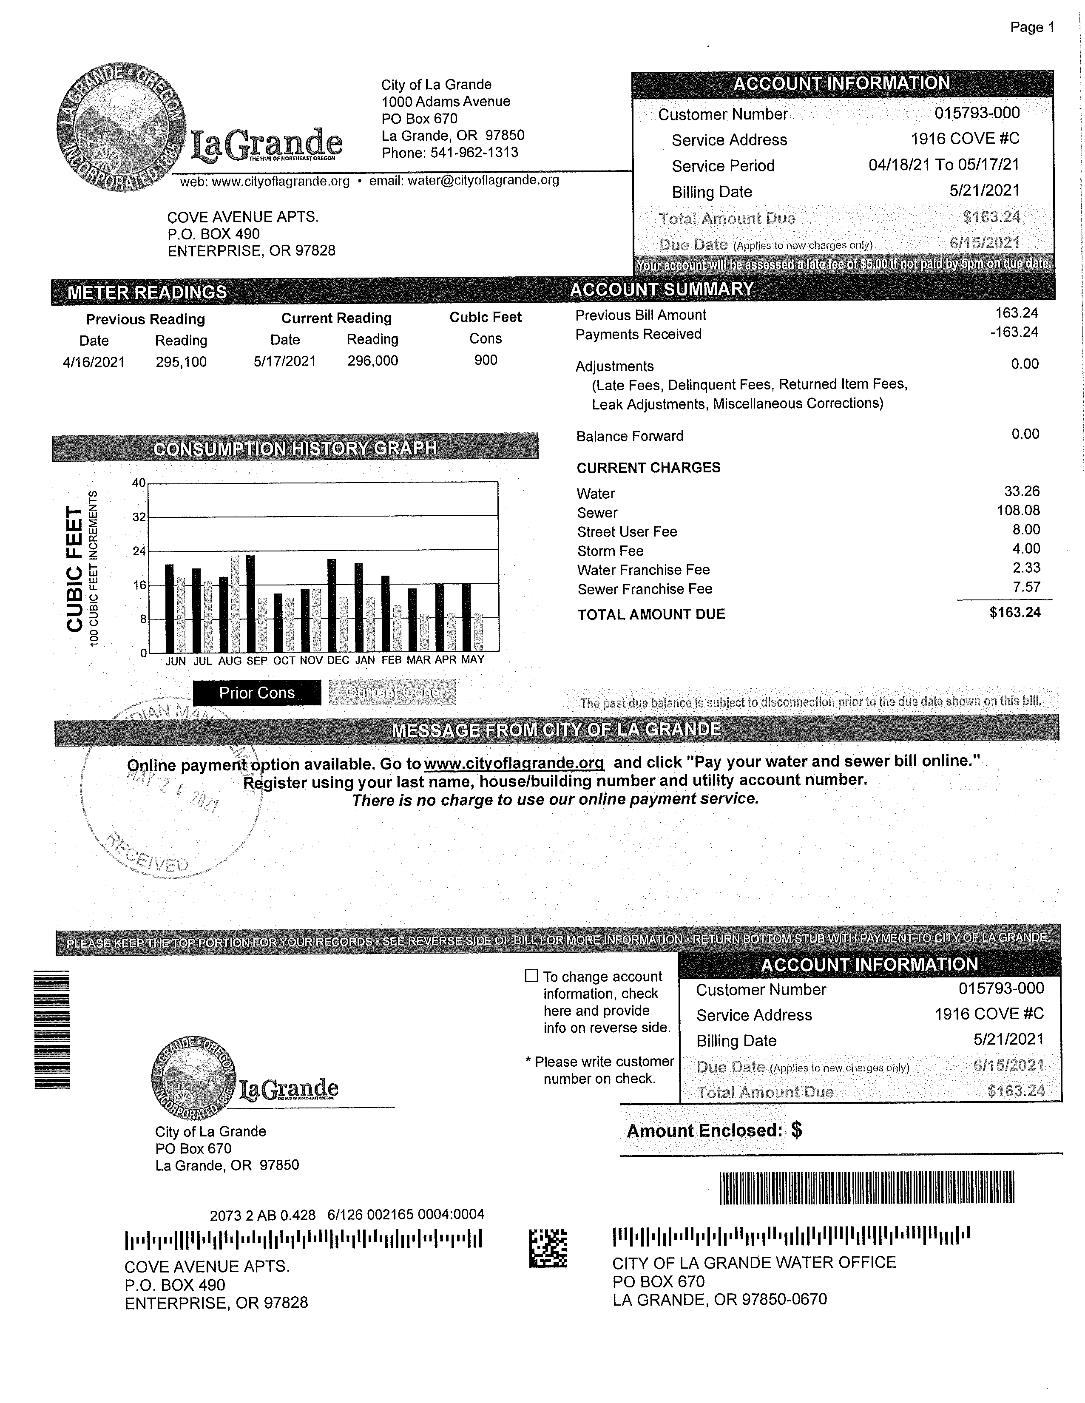 Page 1
LA GRANDE OREGON
INCORPORATED
LaGrande
THE HUB OF NORTHEAST OREGON
City of La Grande
1000 Adams Avenue
PO Box 670
La Grande, OR 97850
Phone: 541-962-1313
web: www.cityoflagrande.org • email: water@cityoflagrande.org
COVE AVENUE APTS.
P.O. BOX 490
ENTERPRISE, OR 97828
ACCOUNT INFORMATION
Customer Number 015793-000
Service Address 1916 COVE #C
Service Period 04/18/21 To 05/17/21
Billing Date 5/21/2021
Total Amount Due $163.24
Due Date (Applies to new charges only) 6/15/2021
Your account will be assessed a late fee of $5.00 if not paid by 5pm on due date.
METER READINGS
Previous Reading Current Reading Cubic Feet
Date Reading Date Reading Cons
4/16/2021 295,100 5/17/2021 296,000 900
ACCOUNT SUMMARY
Previous Bill Amount 163.24
Payments Received -163.24
Adjustments 0.00
(Late Fees, Delinquent Fees, Returned Item Fees,
Leak Adjustments, Miscellaneous Corrections)
Balance Forward 0.00
CURRENT CHARGES
Water 33.26
Sewer 108.08
Street User Fee 8.00
Storm Fee 4.00
Water Franchise Fee 2.33
Sewer Franchise Fee 7.57
TOTAL AMOUNT DUE $163.24
The past due balance is subject to disconnection prior to the due date shown on this bill.
CONSUMPTION HISTORY GRAPH
CUBIC FEET
100 CUBIC FEET INCREMENTS
40
32
24
16
8
0
JUN JUL AUG SEP OCT NOV DEC JAN FEB MAR APR MAY
Prior Cons
MESSAGE FROM CITY OF LA GRANDE
Online payment option available. Go to www.cityoflagrande.org and click "Pay your water and sewer bill online."
Register using your last name, house/building number and utility account number.
There is no charge to use our online payment service.
MAY 2 2021
RECEIVED
PLEASE KEEP THE TOP PORTION FOR YOUR RECORDS • SEE REVERSE SIDE OF BILL FOR MORE INFORMATION • RETURN BOTTOM STUB WITH PAYMENT TO CITY OF LA GRANDE
To change account
information, check
here and provide
info on reverse side.
* Please write customer
number on check.
ACCOUNT INFORMATION
Customer Number 015793-000
Service Address 1916 COVE #C
Billing Date 5/21/2021
Due Date (Applies to new charges only) 6/15/2021
Total Amount Due $163.24
Amount Enclosed: $
LA GRANDE OREGON
INCORPORATED
LaGrande
City of La Grande
PO Box 670
La Grande, OR 97850
2073 2 AB 0.428 6/126 002165 0004:0004
COVE AVENUE APTS.
P.O. BOX 490
ENTERPRISE, OR 97828
CITY OF LA GRANDE WATER OFFICE
PO BOX 670
LA GRANDE, OR 97850-0670